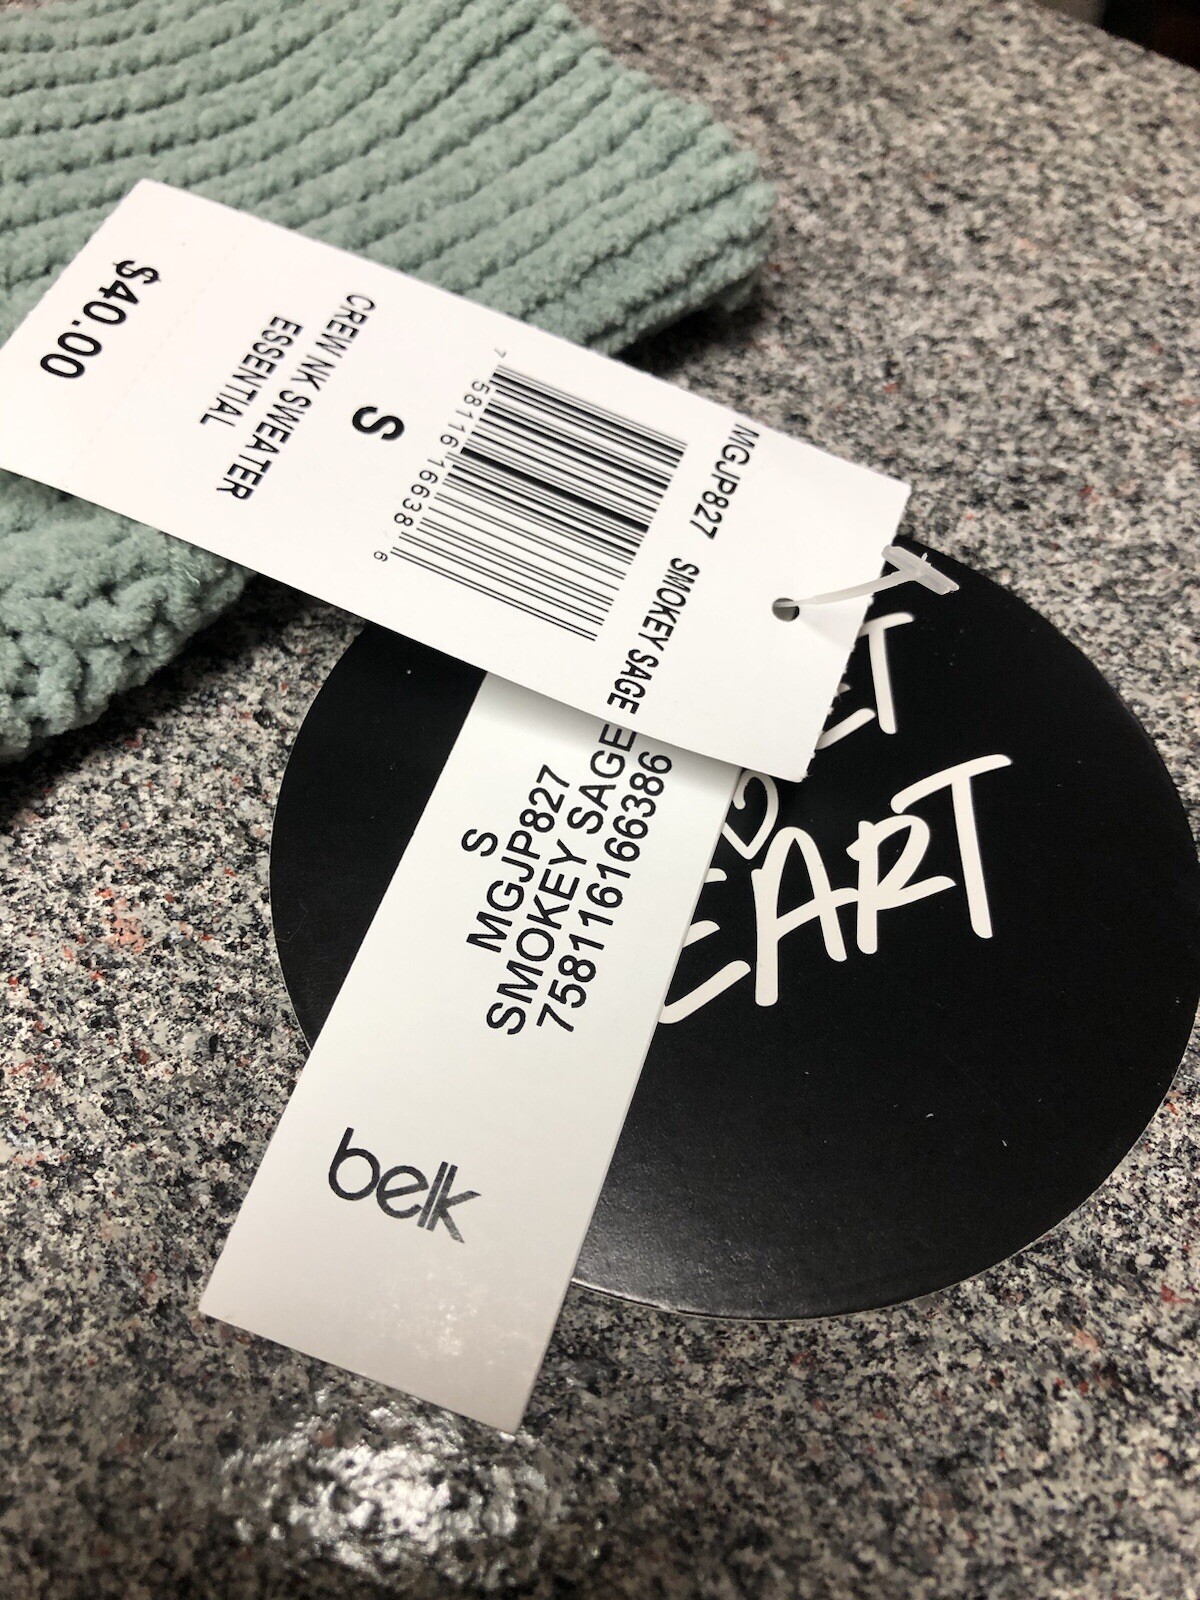 $40.00
CREW NK SWEATER
ESSENTIAL
S
7 58116 16638 6
MGJP827 SMOKEY SAGE
S
MGJP827
SMOKEY SAGE
758116166386
belk
ET
EART